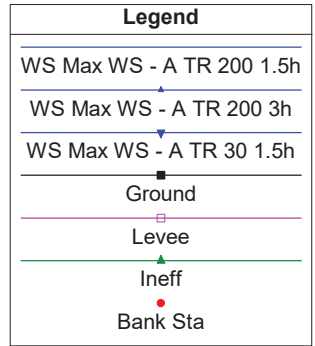 Legend
WS Max WS - A TR 200 1.5h
WS Max WS - A TR 200 3h
WS Max WS - A TR 30 1.5h
Ground
Levee
Ineff
Bank Sta